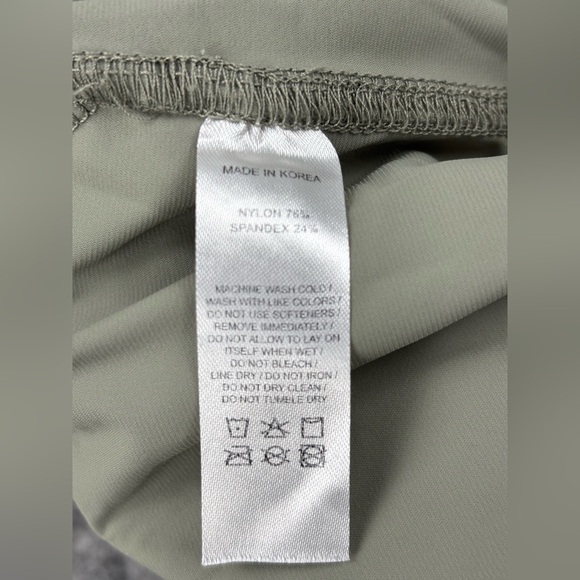 MADE IN KOREA
NYLON 76%
SPANDEX 24%
MACHINE WASH COLD /
WASH WITH LIKE COLORS /
DO NOT USE SOFTENERS /
REMOVE IMMEDIATELY /
DO NOT ALLOW TO LAY ON
ITSELF WHEN WET /
DO NOT BLEACH /
LINE DRY / DO NOT IRON /
DO NOT DRY CLEAN /
DO NOT TUMBLE DRY